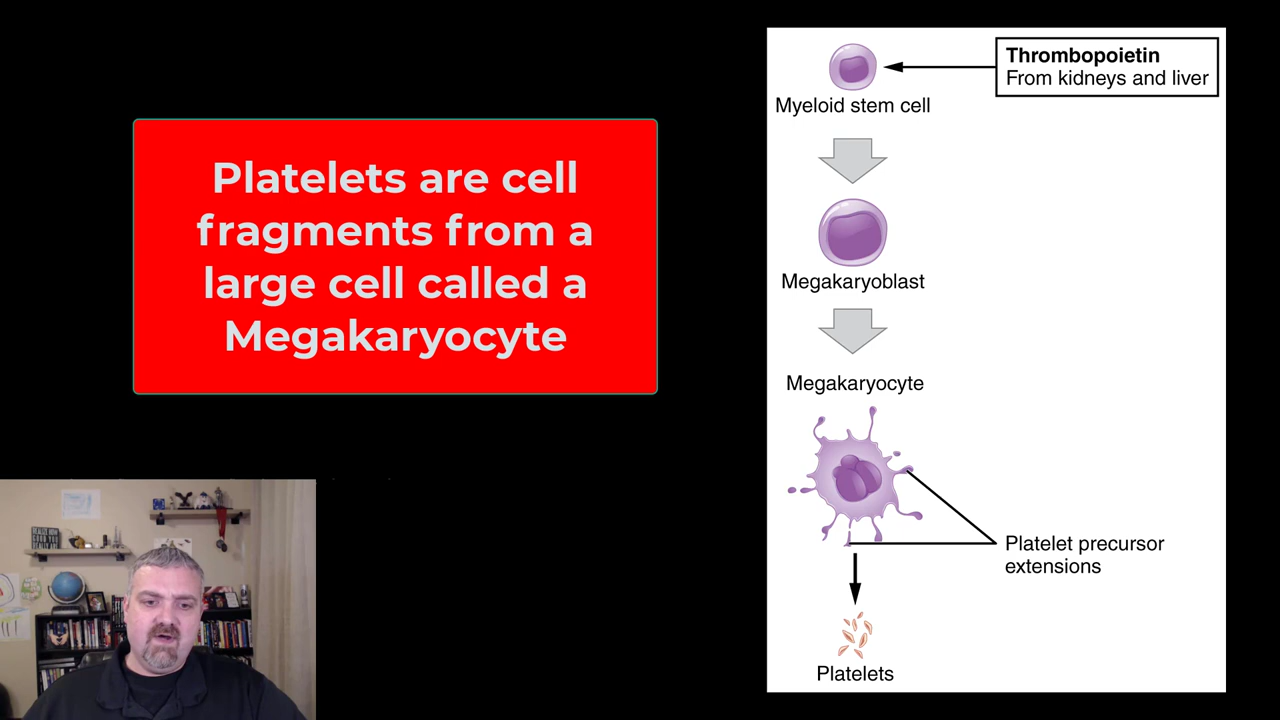 Platelets are cell
fragments from a
large cell called a
Megakaryocyte
Thrombopoietin
From kidneys and liver
Myeloid stem cell
Megakaryoblast
Megakaryocyte
Platelet precursor
extensions
Platelets